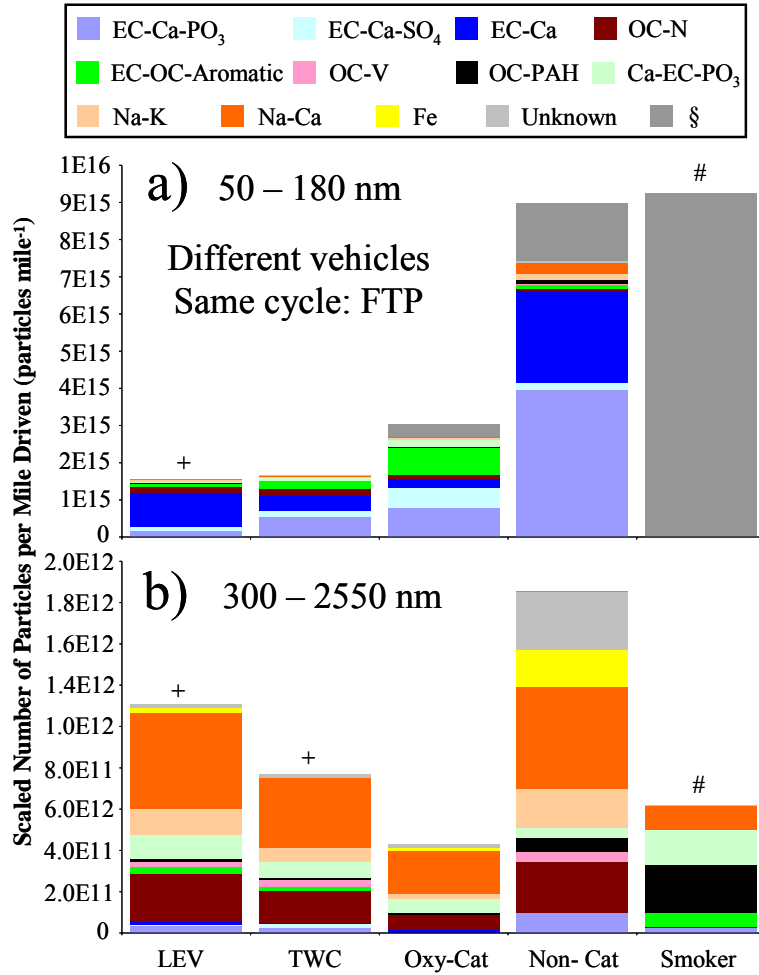 EC-Ca-PO₃ EC-Ca-SO₄ EC-Ca OC-N
EC-OC-Aromatic OC-V OC-PAH Ca-EC-PO₃
Na-K Na-Ca Fe Unknown §
Scaled Number of Particles per Mile Driven (particles mile⁻¹)
1E16
9E15
8E15
7E15
6E15
5E15
4E15
3E15
2E15
1E15
0
a) 50 – 180 nm
Different vehicles
Same cycle: FTP
#
+
2.0E12
1.8E12
1.6E12
1.4E12
1.0E12
8.0E11
6.0E11
4.0E11
2.0E11
0
b) 300 – 2550 nm
+
+
#
LEV TWC Oxy-Cat Non- Cat Smoker